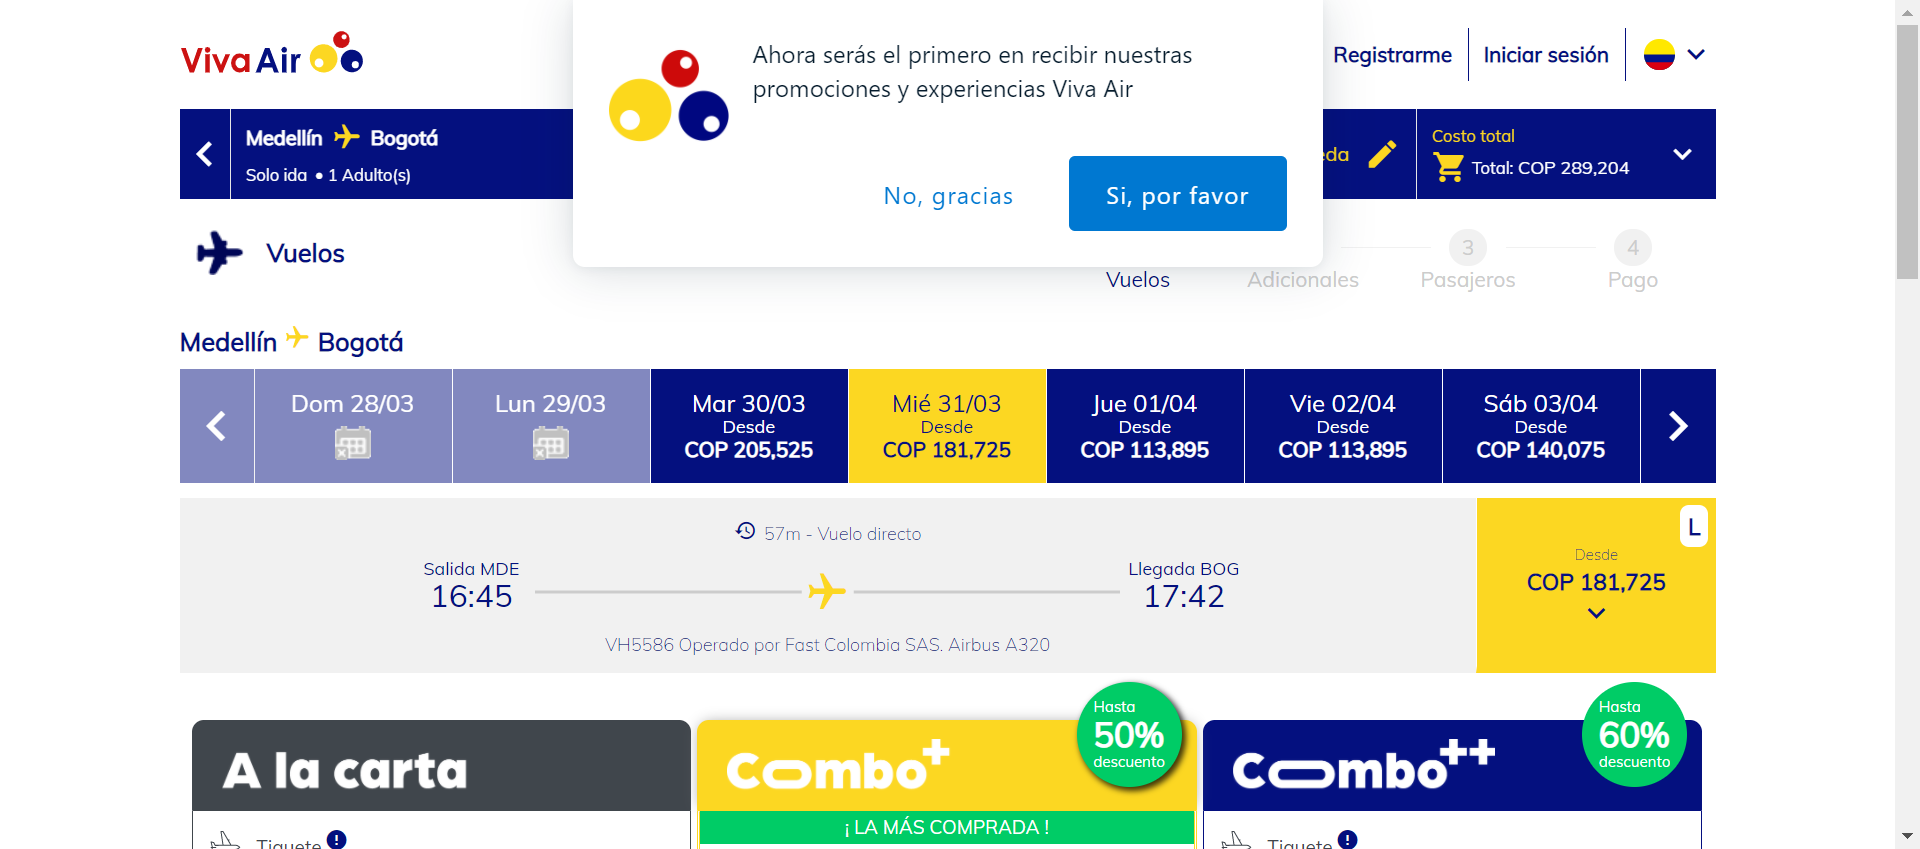 Viva Air
Ahora serás el primero en recibir nuestras
promociones y experiencias Viva Air
No, gracias
Si, por favor
Registrarme
Iniciar sesión
Medellín Bogotá
Solo ida • 1 Adulto(s)
Costo total
Total: COP 289,204
Vuelos
Vuelos
Adicionales
3
Pasajeros
4
Pago
Medellín Bogotá
Dom 28/03
Lun 29/03
Mar 30/03
Desde
COP 205,525
Mié 31/03
Desde
COP 181,725
Jue 01/04
Desde
COP 113,895
Vie 02/04
Desde
COP 113,895
Sáb 03/04
Desde
COP 140,075
57m - Vuelo directo
Salida MDE
16:45
Llegada BOG
17:42
VH5586 Operado por Fast Colombia SAS. Airbus A320
L
Desde
COP 181,725
A la carta
Tiquete
Combo+
Hasta
50%
descuento
¡ LA MÁS COMPRADA !
Combo++
Hasta
60%
descuento
Tiquete